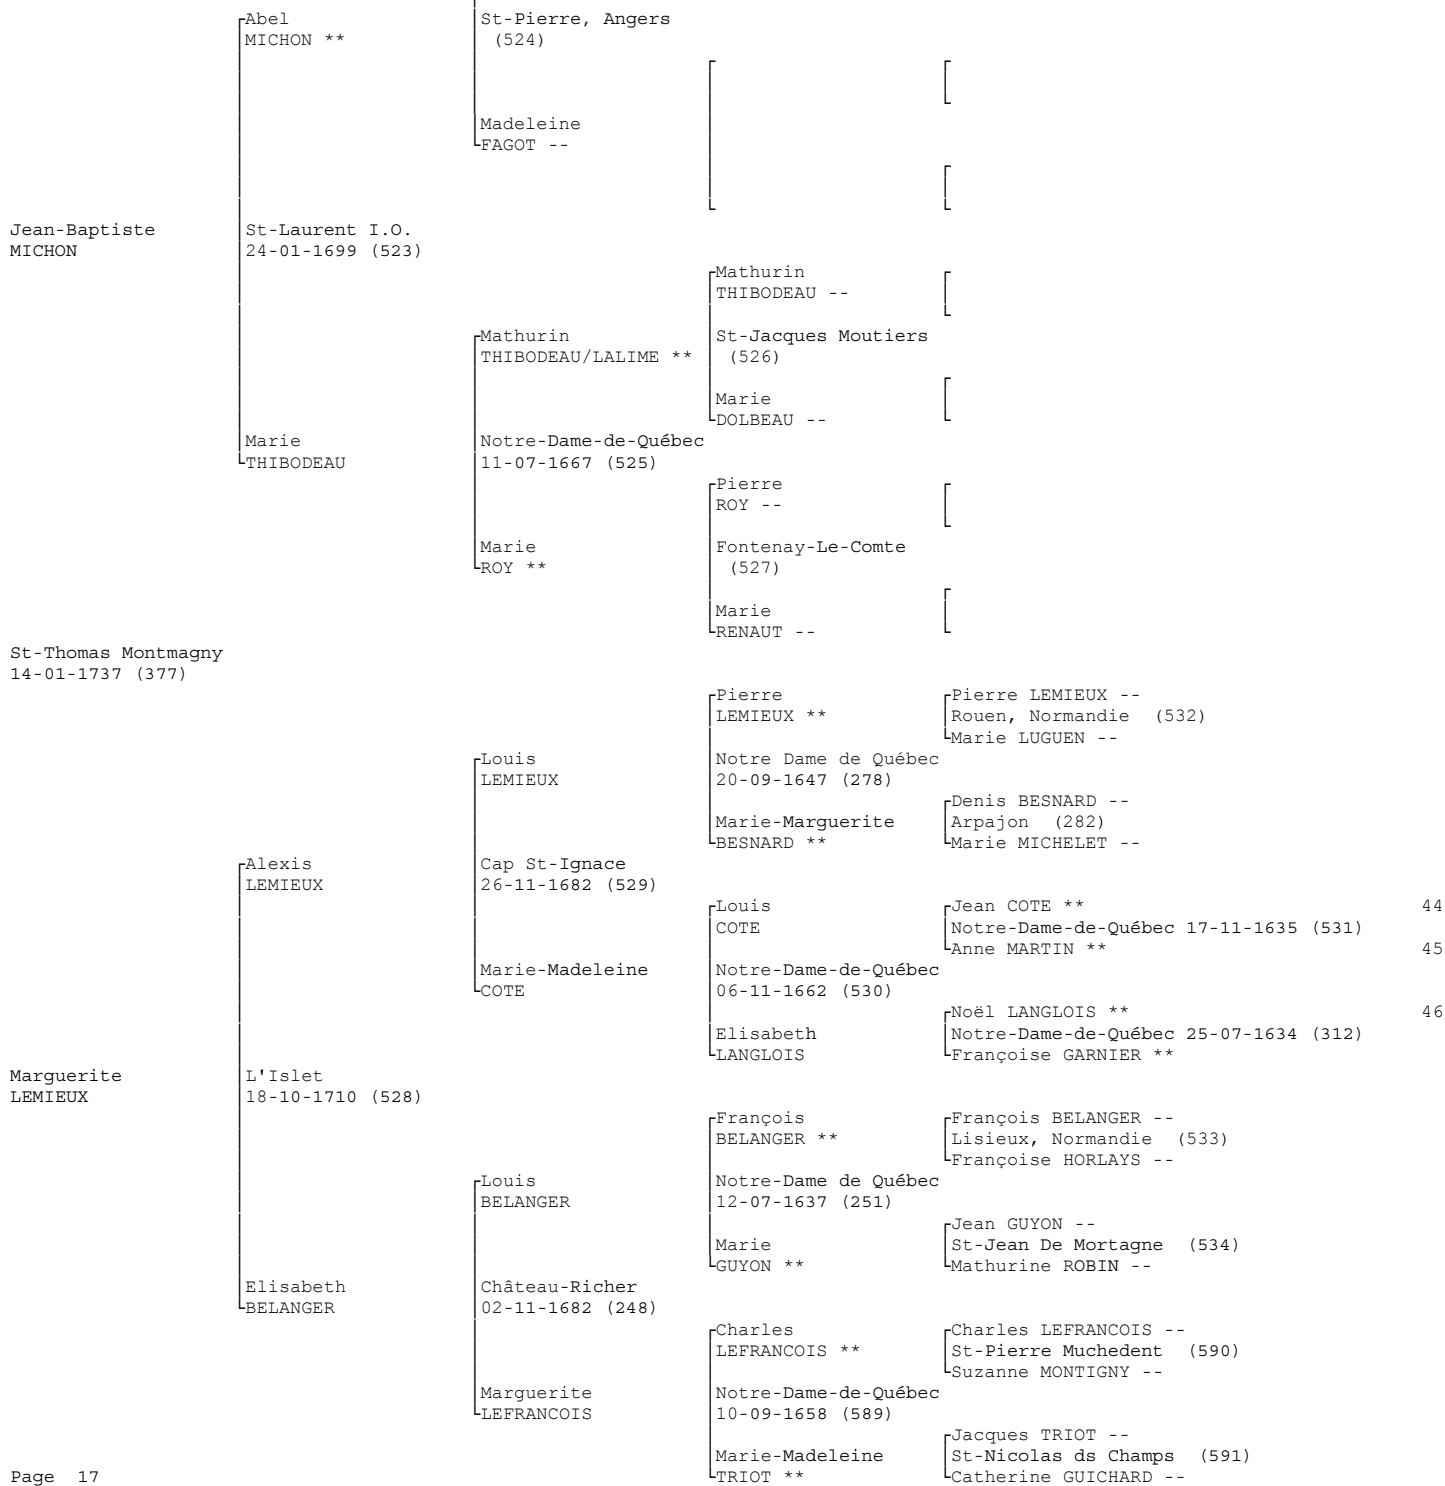 Abel St-Pierre, Angers
MICHON ** (524)
Madeleine
FAGOT --
Jean-Baptiste St-Laurent I.O.
MICHON 24-01-1699 (523)
Mathurin
THIBODEAU --
Mathurin St-Jacques Moutiers
THIBODEAU/LALIME ** (526)
Marie
DOLBEAU --
Marie Notre-Dame-de-Québec
THIBODEAU 11-07-1667 (525)
Pierre
ROY --
Marie Fontenay-Le-Comte
ROY ** (527)
Marie
RENAUT --
St-Thomas Montmagny
14-01-1737 (377)
Pierre Pierre LEMIEUX --
LEMIEUX ** Rouen, Normandie (532)
Marie LUGUEN --
Louis Notre Dame de Québec
LEMIEUX 20-09-1647 (278)
Denis BESNARD --
Marie-Marguerite Arpajon (282)
BESNARD ** Marie MICHELET --
Alexis Cap St-Ignace
LEMIEUX 26-11-1682 (529)
Louis Jean COTE ** 44
COTE Notre-Dame-de-Québec 17-11-1635 (531)
Anne MARTIN ** 45
Marie-Madeleine Notre-Dame-de-Québec
COTE 06-11-1662 (530)
Noël LANGLOIS ** 46
Elisabeth Notre-Dame-de-Québec 25-07-1634 (312)
LANGLOIS Françoise GARNIER **
Marguerite L'Islet
LEMIEUX 18-10-1710 (528)
François François BELANGER --
BELANGER ** Lisieux, Normandie (533)
Françoise HORLAYS --
Louis Notre-Dame de Québec
BELANGER 12-07-1637 (251)
Jean GUYON --
Marie St-Jean De Mortagne (534)
GUYON ** Mathurine ROBIN --
Elisabeth Château-Richer
BELANGER 02-11-1682 (248)
Charles Charles LEFRANCOIS --
LEFRANCOIS ** St-Pierre Muchedent (590)
Suzanne MONTIGNY --
Marguerite Notre-Dame-de-Québec
LEFRANCOIS 10-09-1658 (589)
Jacques TRIOT --
Marie-Madeleine St-Nicolas ds Champs (591)
Page 17 TRIOT ** Catherine GUICHARD --